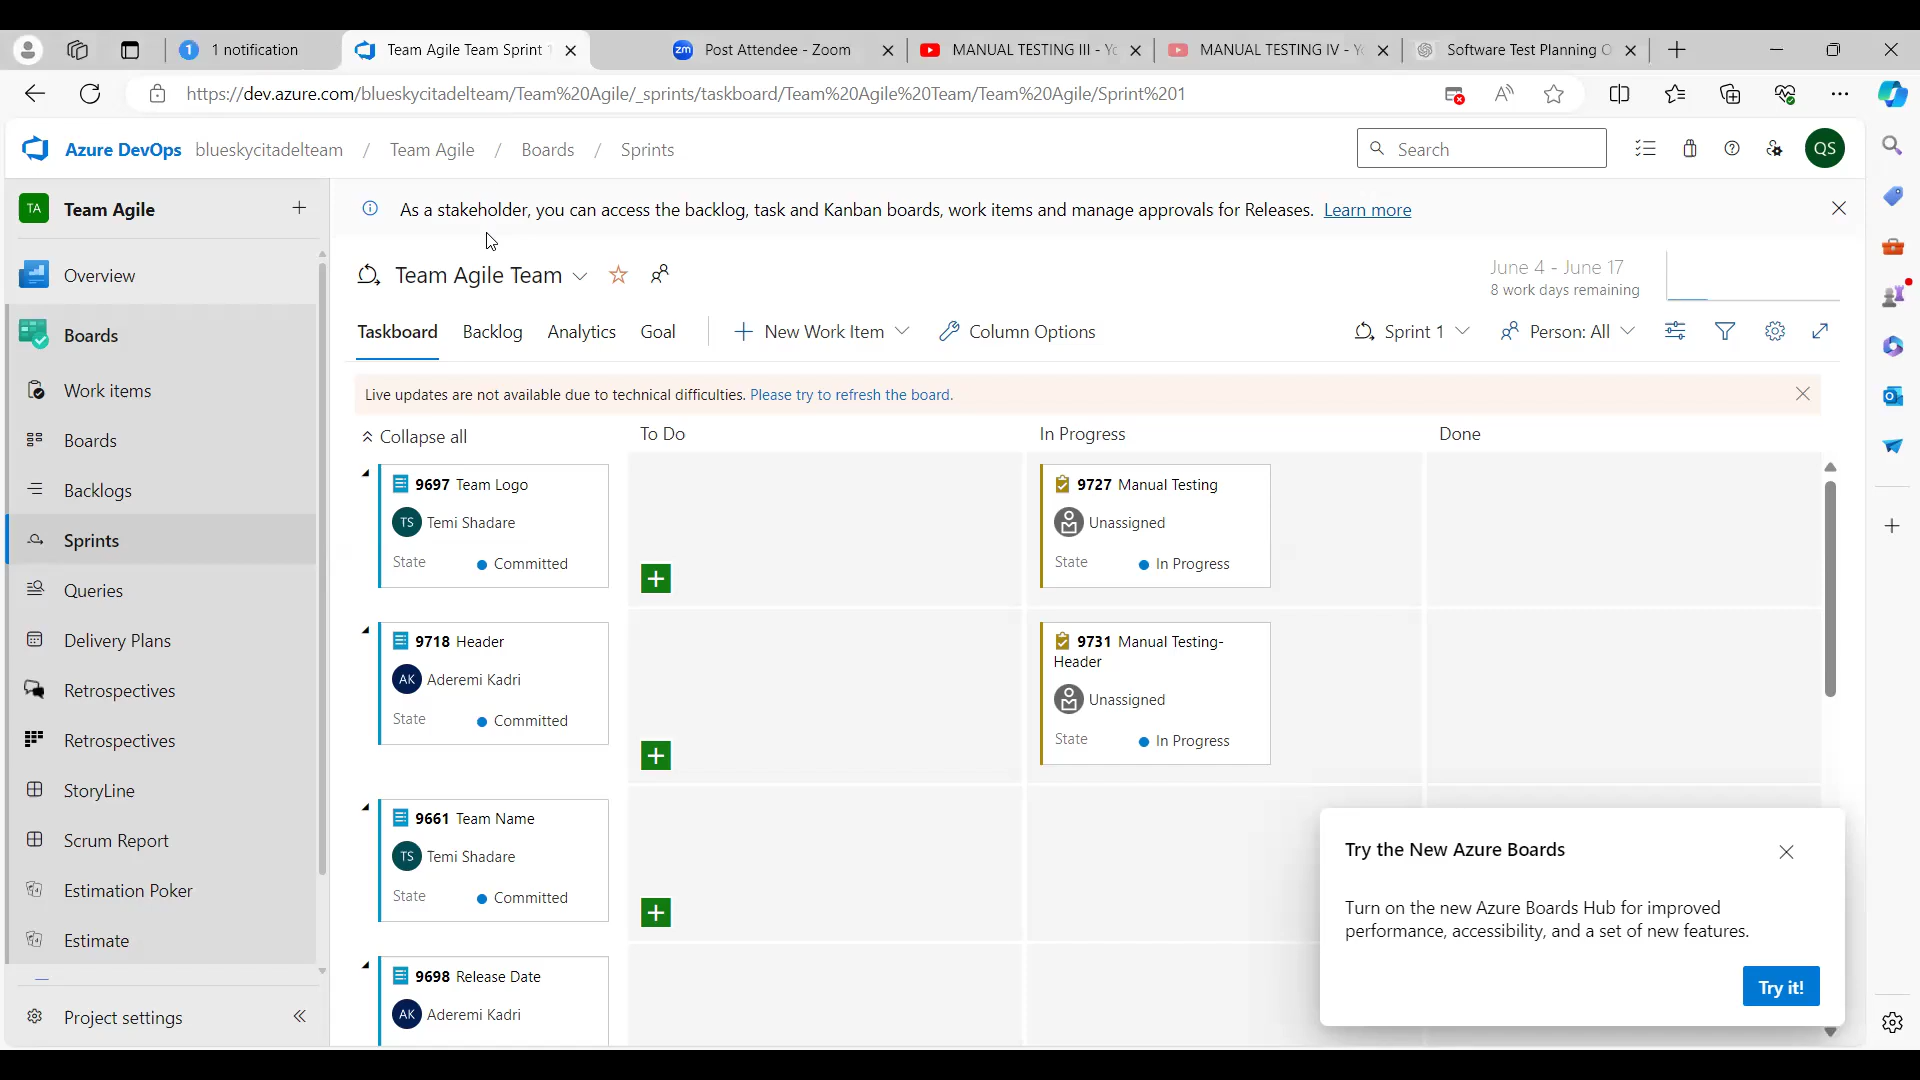 1 notification
Team Agile Team Sprint 1
Post Attendee - Zoom
MANUAL TESTING III - Yo
MANUAL TESTING IV - Yo
Software Test Planning O
https://dev.azure.com/blueskycitadelteam/Team%20Agile/_sprints/taskboard/Team%20Agile%20Team/Team%20Agile/Sprint%201
Azure DevOps blueskycitadelteam / Team Agile / Boards / Sprints
Search
QS
TA Team Agile
As a stakeholder, you can access the backlog, task and Kanban boards, work items and manage approvals for Releases. Learn more
Overview
Boards
Work items
Boards
Backlogs
Sprints
Queries
Delivery Plans
Retrospectives
Retrospectives
StoryLine
Scrum Report
Estimation Poker
Estimate
Project settings
Team Agile Team
June 4 - June 17
8 work days remaining
Taskboard Backlog Analytics Goal New Work Item Column Options
Sprint 1 Person: All
Live updates are not available due to technical difficulties. Please try to refresh the board.
Collapse all To Do In Progress Done
9697 Team Logo
TS Temi Shadare
State Committed
9727 Manual Testing
Unassigned
State In Progress
9718 Header
AK Aderemi Kadri
State Committed
9731 Manual Testing-
Header
Unassigned
State In Progress
9661 Team Name
TS Temi Shadare
State Committed
9698 Release Date
AK Aderemi Kadri
Try the New Azure Boards
Turn on the new Azure Boards Hub for improved
performance, accessibility, and a set of new features.
Try it!